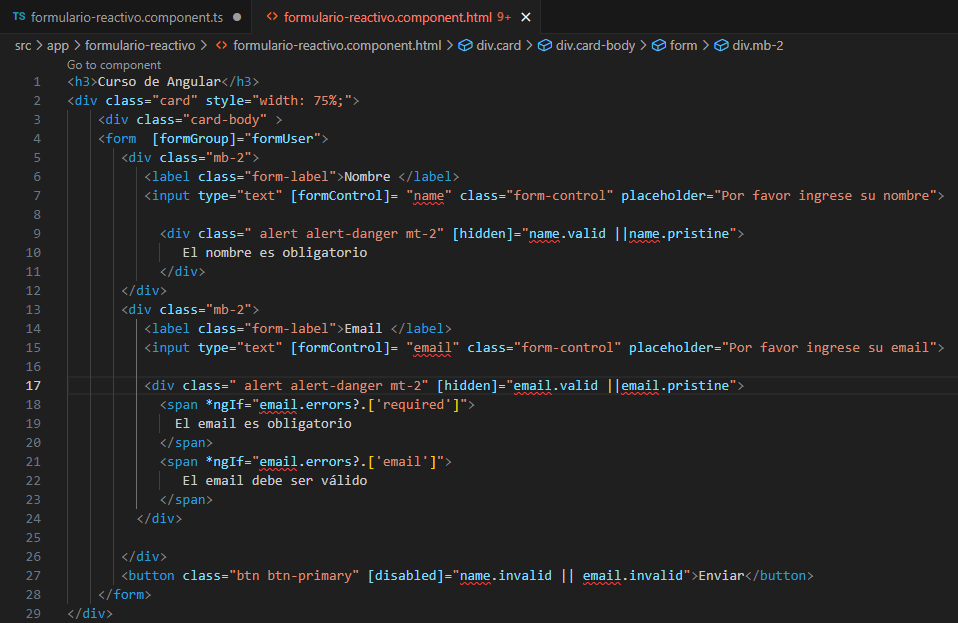 TS formulario-reactivo.component.ts ● <> formulario-reactivo.component.html 9+ ×
src > app > formulario-reactivo > <> formulario-reactivo.component.html > div.card > div.card-body > form > div.mb-2
Go to component
1 <h3>Curso de Angular</h3>
2 <div class="card" style="width: 75%;">
3 <div class="card-body" >
4 <form  [formGroup]="formUser">
5 <div class="mb-2">
6 <label class="form-label">Nombre </label>
7 <input type="text" [formControl]= "name" class="form-control" placeholder="Por favor ingrese su nombre">
8
9 <div class=" alert alert-danger mt-2" [hidden]="name.valid ||name.pristine">
10 El nombre es obligatorio
11 </div>
12 </div>
13 <div class="mb-2">
14 <label class="form-label">Email </label>
15 <input type="text" [formControl]= "email" class="form-control" placeholder="Por favor ingrese su email">
16
17 <div class=" alert alert-danger mt-2" [hidden]="email.valid ||email.pristine">
18 <span *ngIf="email.errors?.['required']">
19 El email es obligatorio
20 </span>
21 <span *ngIf="email.errors?.['email']">
22 El email debe ser válido
23 </span>
24 </div>
25
26 </div>
27 <button class="btn btn-primary" [disabled]="name.invalid || email.invalid">Enviar</button>
28 </form>
29 </div>